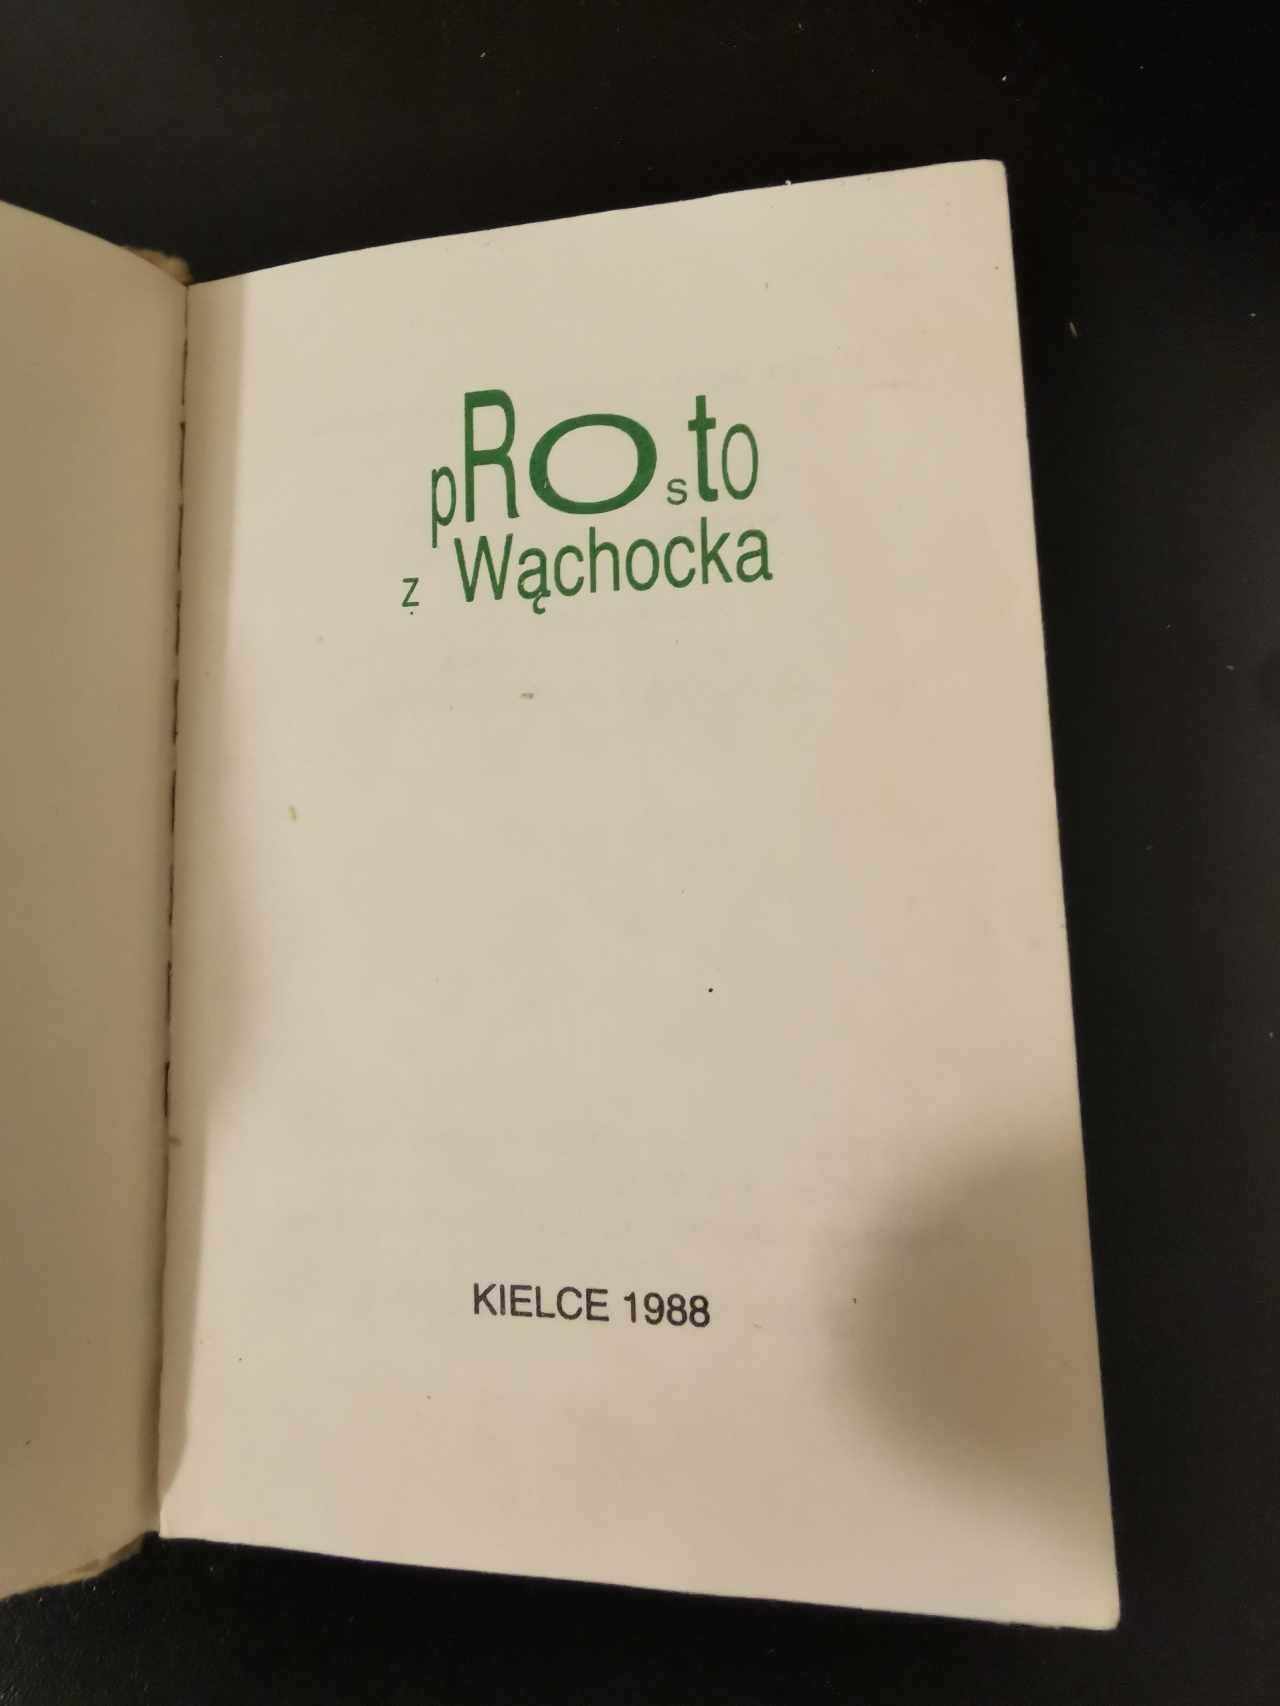 pROsto
z Wąchocka
KIELCE 1988